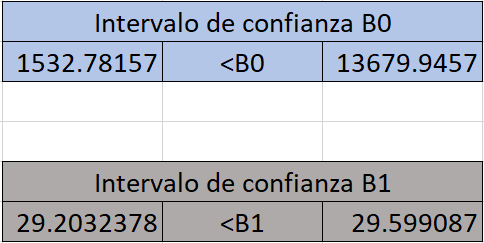 Intervalo de confianza B0
1532.78157 <B0 13679.9457
Intervalo de confianza B1
29.2032378 <B1 29.599087